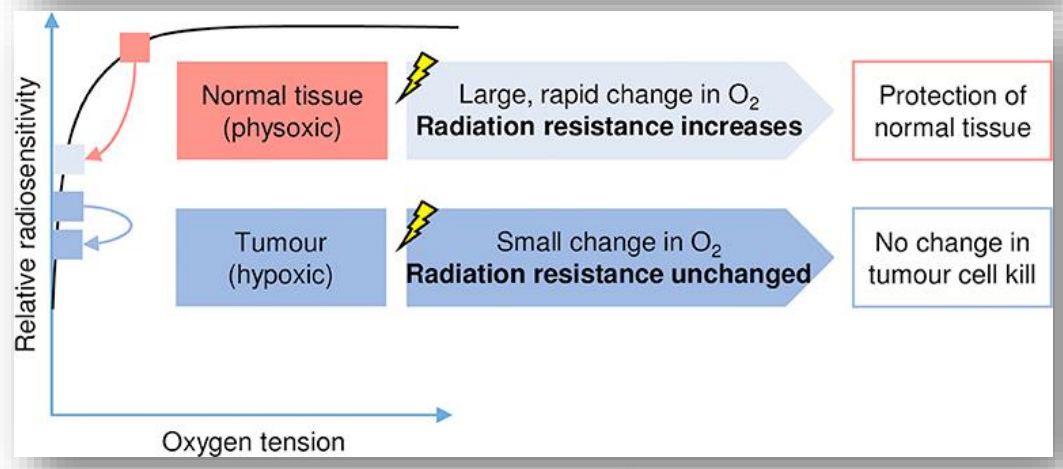 Relative radiosensitivity
Normal tissue
(physoxic)
Large, rapid change in O₂
Radiation resistance increases
Protection of
normal tissue
Tumour
(hypoxic)
Small change in O₂
Radiation resistance unchanged
No change in
tumour cell kill
Oxygen tension